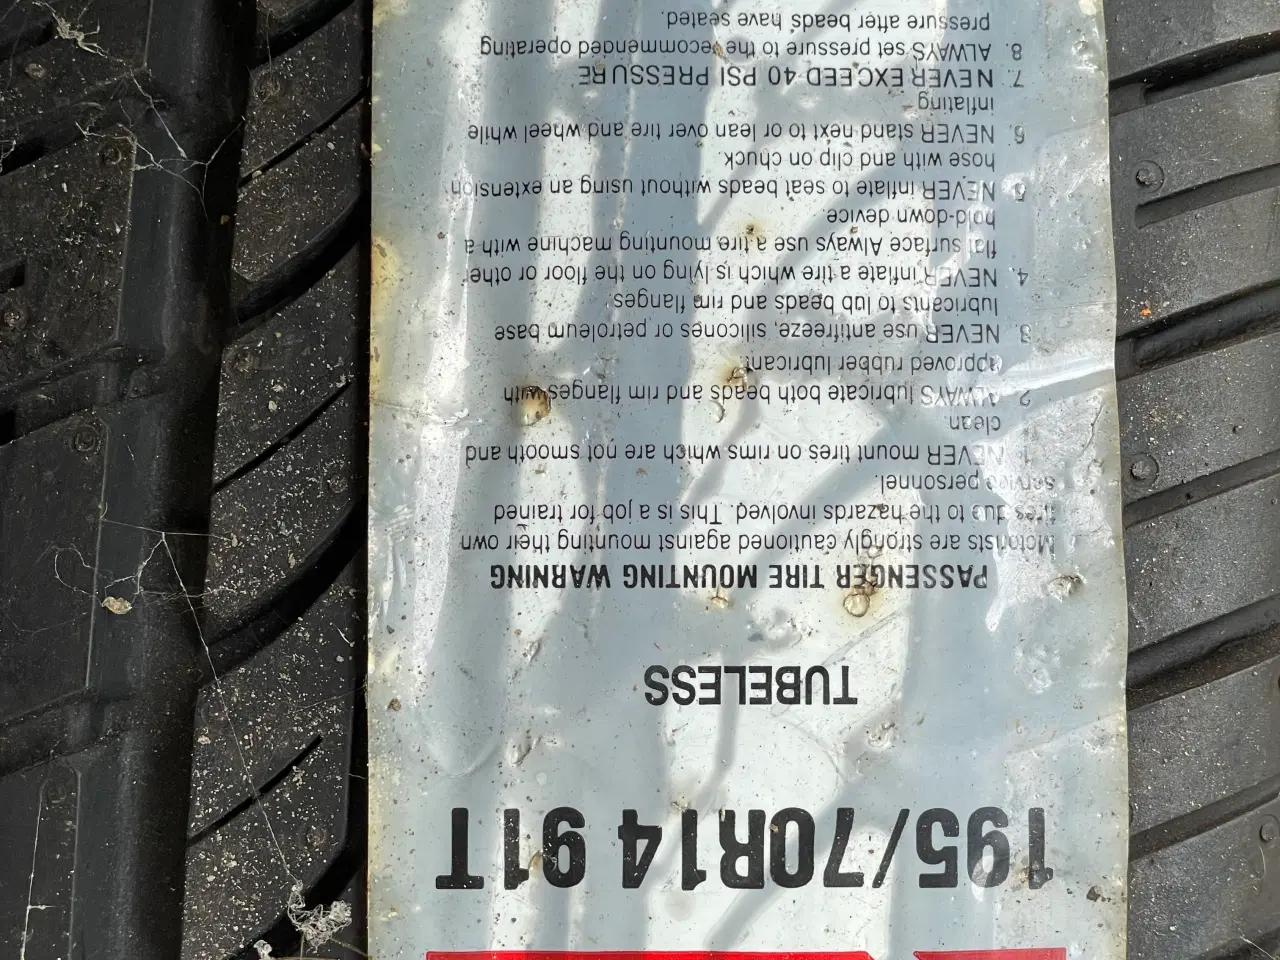 195/70R14 91T
TUBELESS
PASSENGER TIRE MOUNTING WARNING
Motorists are strongly cautioned against mounting their own
tires due to the hazards involved. This is a job for trained
service personnel.
1. NEVER mount tires on rims which are not smooth and
clean.
2. ALWAYS lubricate both beads and rim flanges with
approved rubber lubricant.
3. NEVER use antifreeze, silicones or petroleum base
lubricants to lub beads and rim flanges.
4. NEVER inflate a tire which is lying on the floor or other
flat surface. Always use a tire mounting machine with a
hold-down device.
5. NEVER inflate to seat beads without using an extension
hose with and clip on chuck.
6. NEVER stand next to or lean over tire and wheel while
inflating
7. NEVER EXCEED 40 PSI PRESSURE
8. ALWAYS set pressure to the recommended operating
pressure after beads have seated.